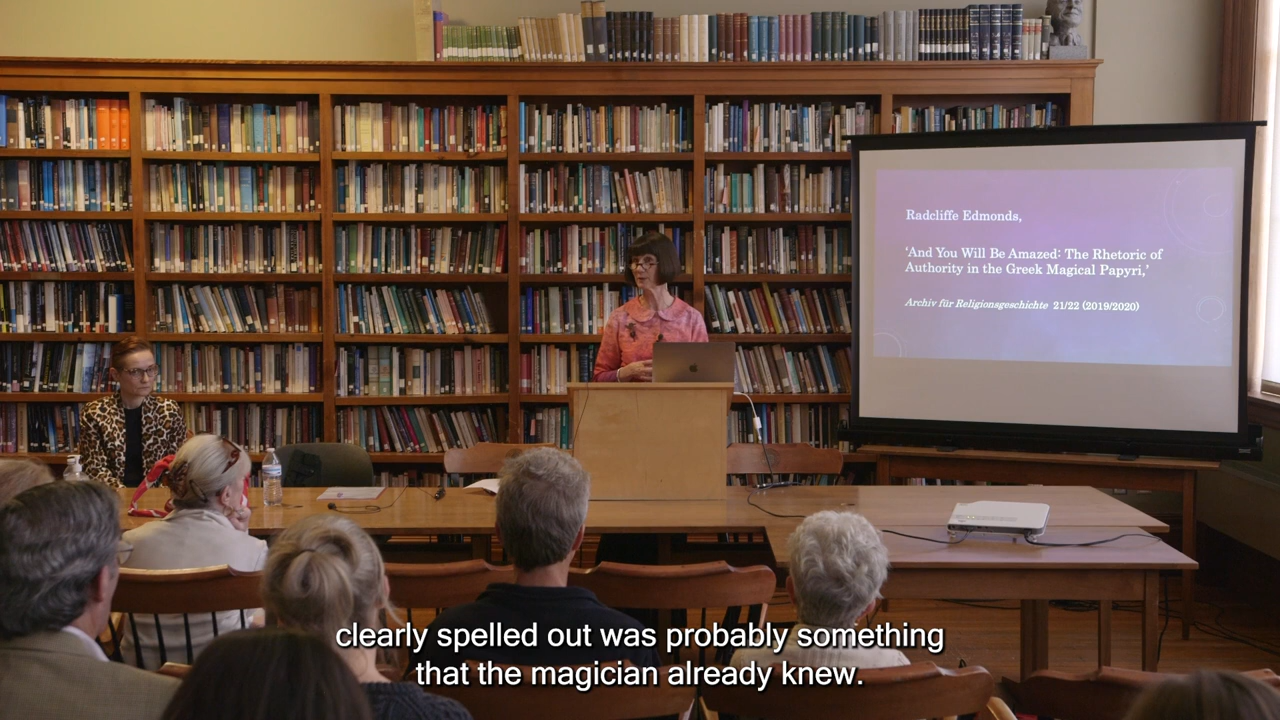 Radcliffe Edmonds,
‘And You Will Be Amazed: The Rhetoric of
Authority in the Greek Magical Papyri,’
Archiv für Religionsgeschichte 21/22 (2019/2020)
clearly spelled out was probably something
that the magician already knew.